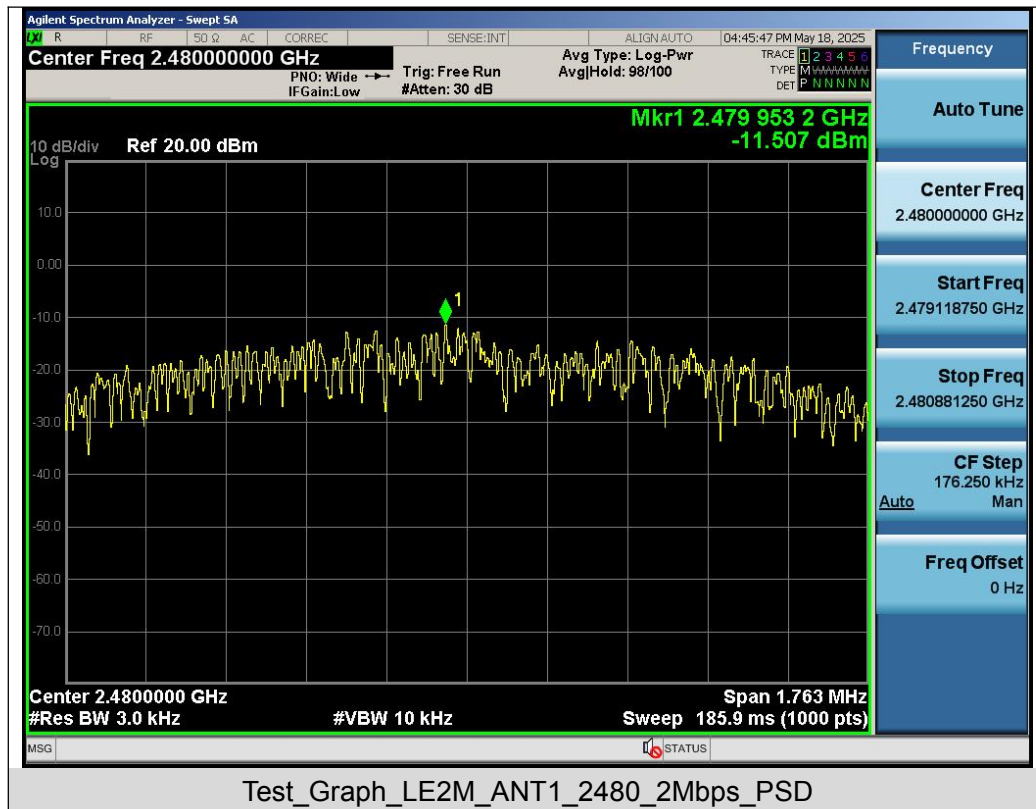 Agilent Spectrum Analyzer - Swept SA
LXI R RF 50 Ω AC CORREC SENSE:INT ALIGN AUTO 04:45:47 PM May 18, 2025
Center Freq 2.480000000 GHz
PNO: Wide
IFGain:Low
Trig: Free Run
#Atten: 30 dB
Avg Type: Log-Pwr
Avg|Hold: 98/100
TRACE 1 2 3 4 5 6
TYPE M
DET P N N N N N
Mkr1 2.479 953 2 GHz
-11.507 dBm
10 dB/div Ref 20.00 dBm
Log
10.0
0.00
1
-10.0
-20.0
-30.0
-40.0
-50.0
-60.0
-70.0
Center 2.4800000 GHz Span 1.763 MHz
#Res BW 3.0 kHz #VBW 10 kHz Sweep 185.9 ms (1000 pts)
MSG STATUS
Frequency
Auto Tune
Center Freq
2.480000000 GHz
Start Freq
2.479118750 GHz
Stop Freq
2.480881250 GHz
CF Step
176.250 kHz
Auto Man
Freq Offset
0 Hz
Test_Graph_LE2M_ANT1_2480_2Mbps_PSD